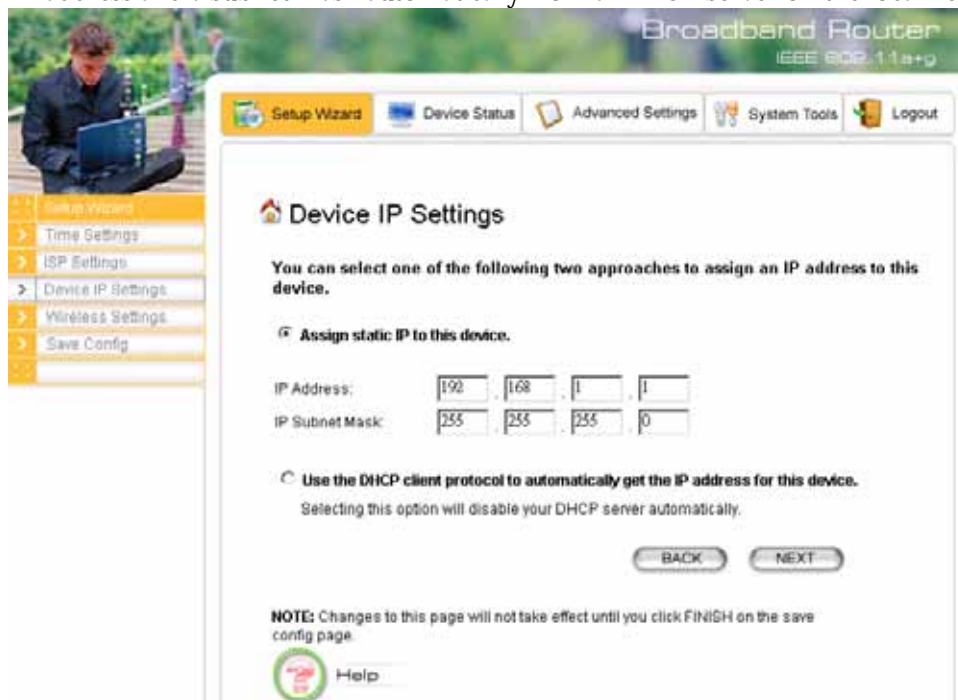 Broadband Router
IEEE 802.11a+g
Setup Wizard Device Status Advanced Settings System Tools Logout
Setup Wizard
Time Settings
ISP Settings
Device IP Settings
Wireless Settings
Save Config
Device IP Settings
You can select one of the following two approaches to assign an IP address to this
device.
Assign static IP to this device.
IP Address: 192 . 168 . 1 . 1
IP Subnet Mask: 255 . 255 . 255 . 0
Use the DHCP client protocol to automatically get the IP address for this device.
Selecting this option will disable your DHCP server automatically.
BACK NEXT
NOTE: Changes to this page will not take effect until you click FINISH on the save
config page.
Help